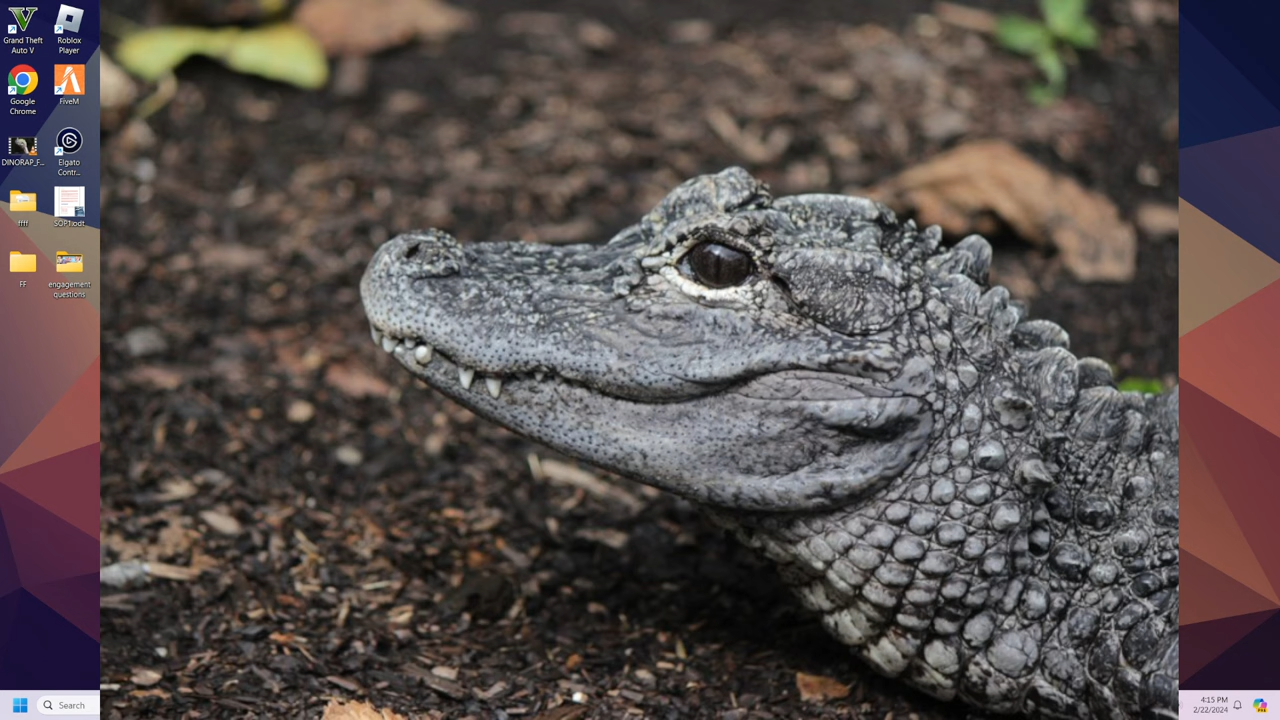 Grand Theft
Auto V
Roblox
Player
Google
Chrome
FiveM
DINORAP_F...
Elgato
Contr...
ffff
SOP1.pdf
FF
engagement
questions
Search
4:15 PM
2/22/2024